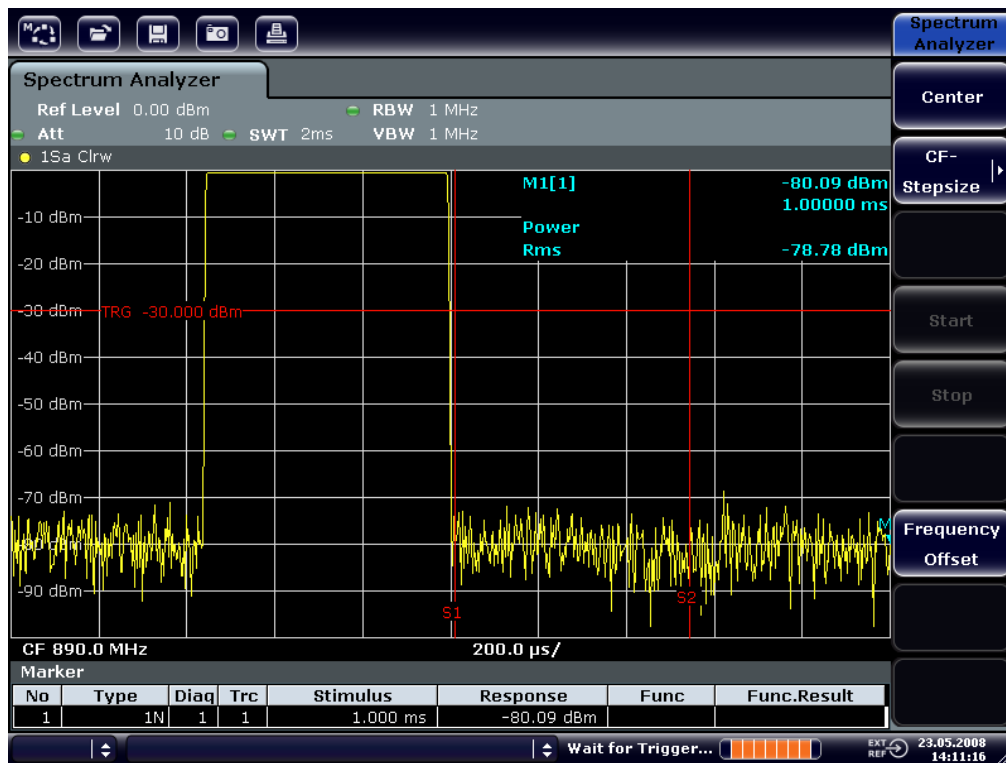 M
Spectrum
Analyzer
Spectrum Analyzer
Ref Level 0.00 dBm RBW 1 MHz
Att 10 dB SWT 2ms VBW 1 MHz
1Sa Clrw
M1[1] -80.09 dBm
1.00000 ms
Power
Rms -78.78 dBm
-10 dBm
-20 dBm
-30 dBm
TRG -30.000 dBm
-40 dBm
-50 dBm
-60 dBm
-70 dBm
-80 dBm
-90 dBm
M
S1
S2
CF 890.0 MHz 200.0 µs/
Marker
No Type Diag Trc Stimulus Response Func Func.Result
1 1N 1 1 1.000 ms -80.09 dBm
Wait for Trigger...
EXT
REF
23.05.2008
14:11:16
Center
CF-
Stepsize
Start
Stop
Frequency
Offset